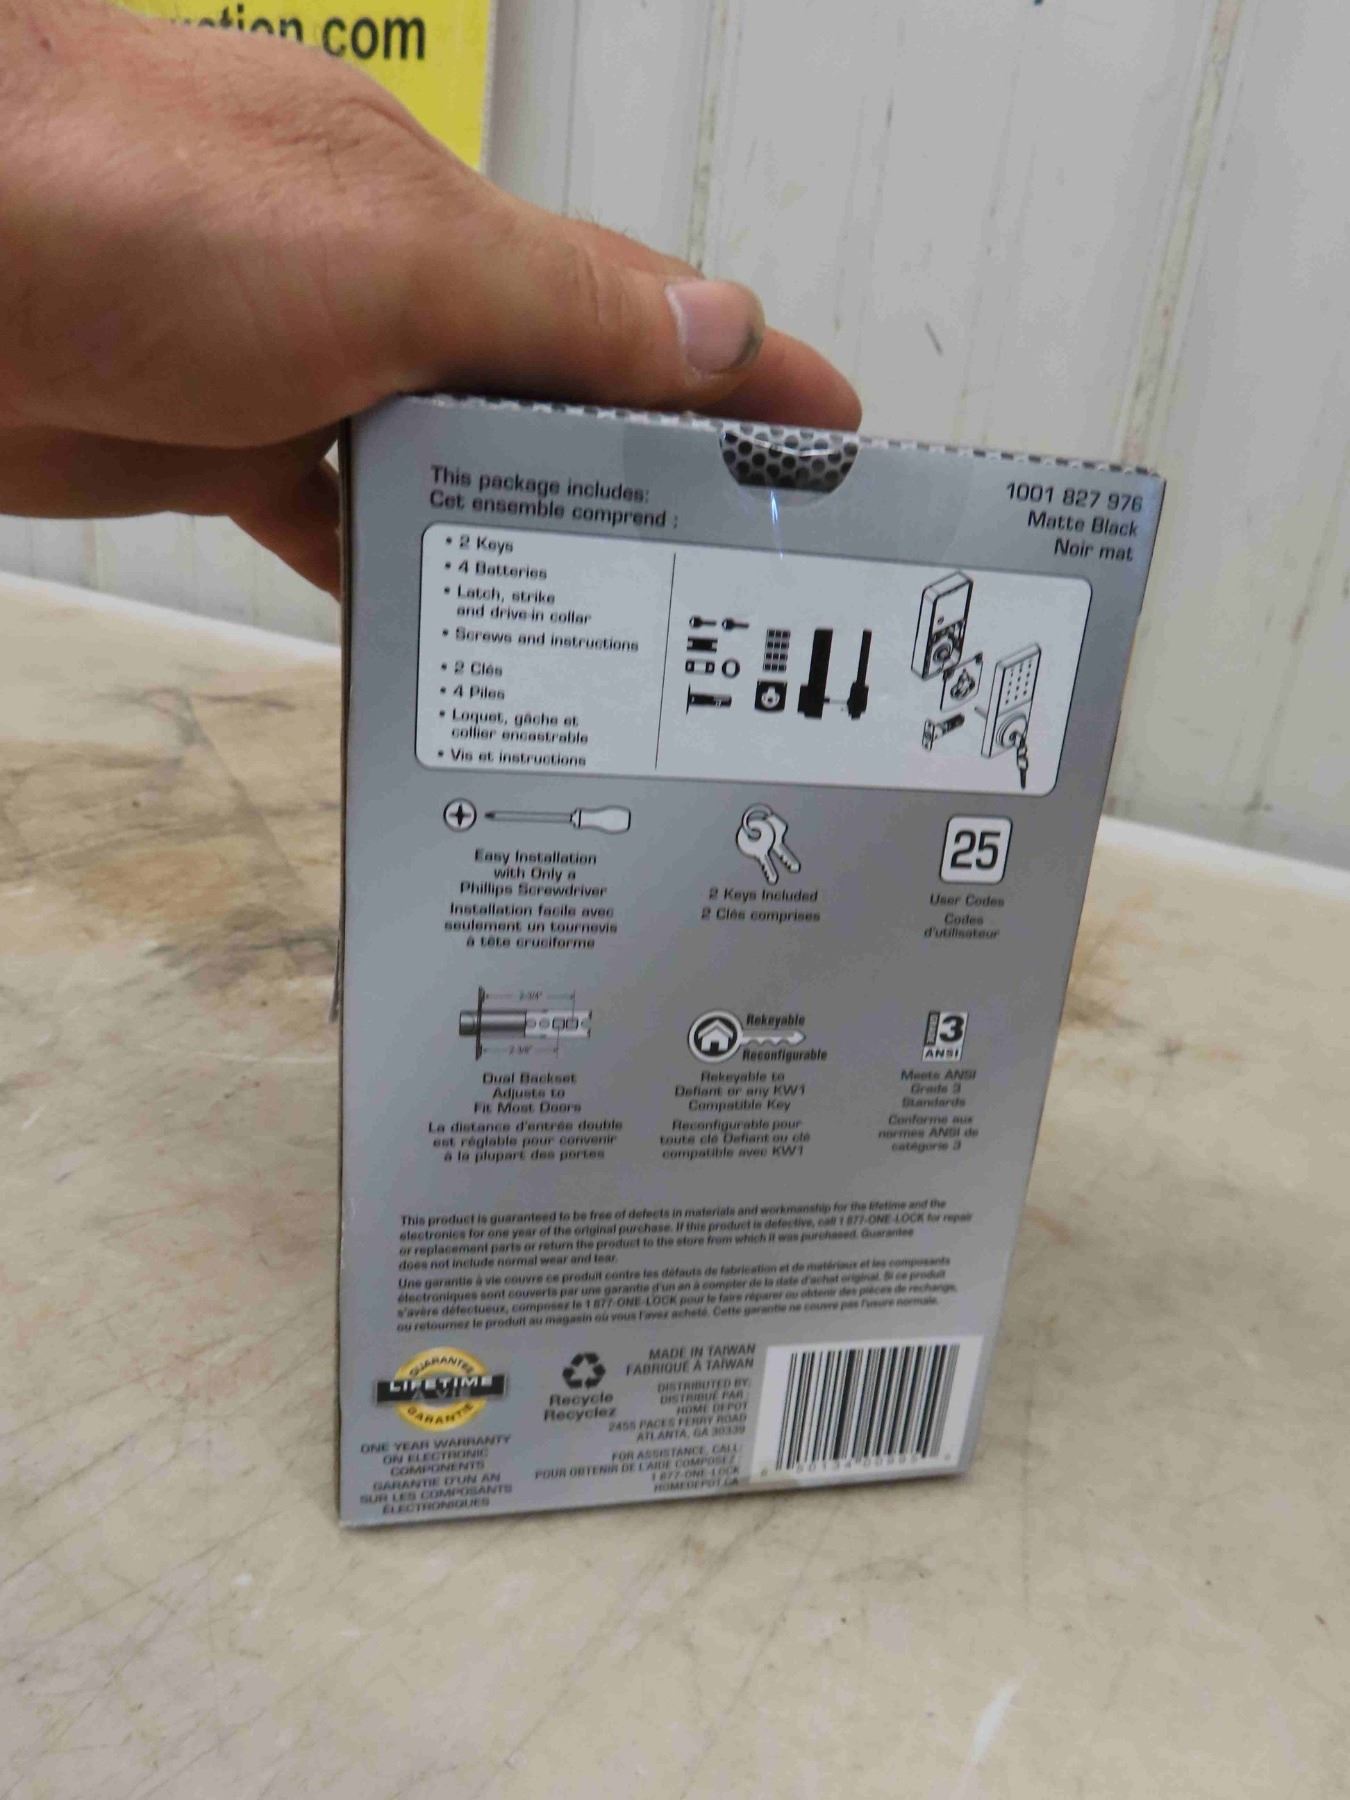 .com
This package includes:
Cet ensemble comprend :
1001 827 976
Matte Black
Noir mat
• 2 Keys
• 4 Batteries
• Latch, strike
and drive-in collar
• Screws and instructions
• 2 Clés
• 4 Piles
• Loquet, gâche et
collier encastrable
• Vis et instructions
Easy Installation
with Only a
Phillips Screwdriver
Installation facile avec
seulement un tournevis
à tête cruciforme
2 Keys Included
2 Clés comprises
25
User Codes
Codes
d'utilisateur
2-3/4"
2-3/8"
Dual Backset
Adjusts to
Fit Most Doors
La distance d'entrée double
est réglable pour convenir
à la plupart des portes
Rekeyable
Reconfigurable
Rekeyable to
Defiant or any KW1
Compatible Key
Reconfigurable pour
toute clé Defiant ou clé
compatible avec KW1
3
ANSI
Meets ANSI
Grade 3
Standards
Conforme aux
normes ANSI de
catégorie 3
This product is guaranteed to be free of defects in materials and workmanship for the lifetime and the
electronics for one year of the original purchase. If this product is defective, call 1 877-ONE-LOCK for repair
or replacement parts or return the product to the store from which it was purchased. Guarantee
does not include normal wear and tear.
Une garantie à vie couvre ce produit contre les défauts de fabrication et de matériaux et les composants
électroniques sont couverts par une garantie d'un an à compter de la date d'achat original. Si ce produit
s'avère défectueux, composez le 1 877-ONE-LOCK pour le faire réparer ou obtenir des pièces de rechange,
ou retournez le produit au magasin où vous l'avez acheté. Cette garantie ne couvre pas l'usure normale.
GUARANTEE
LIFETIME
À VIE
GARANTIE
ONE YEAR WARRANTY
ON ELECTRONIC
COMPONENTS
GARANTIE D'UN AN
SUR LES COMPOSANTS
ÉLECTRONIQUES
Recycle
Recyclez
MADE IN TAIWAN
FABRIQUÉ À TAÏWAN
DISTRIBUTED BY:
DISTRIBUÉ PAR :
HOME DEPOT
2455 PACES FERRY ROAD
ATLANTA, GA 30339
FOR ASSISTANCE, CALL:
POUR OBTENIR DE L'AIDE COMPOSEZ :
1 877-ONE-LOCK
HOMEDEPOT.CA